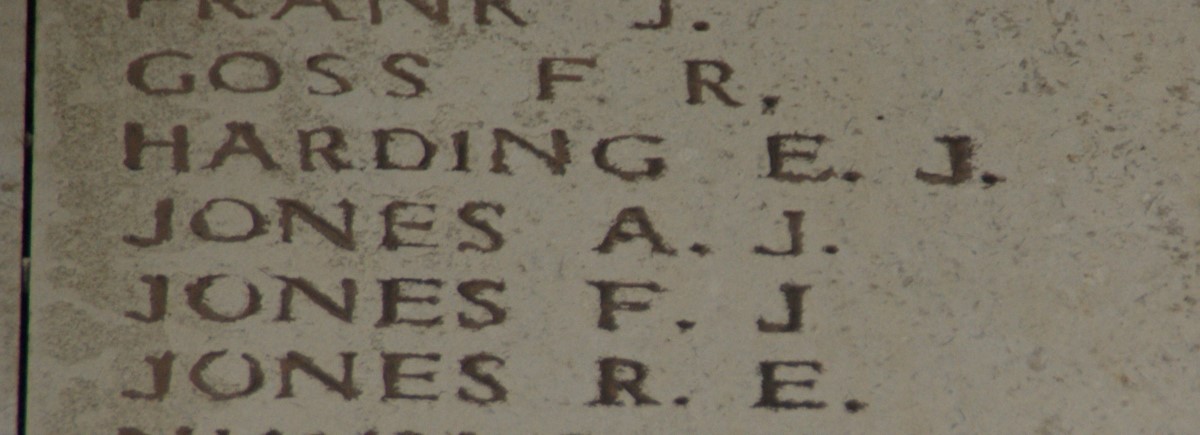 FRANK J.
GOSS F R.
HARDING E. J.
JONES A. J.
JONES F. J
JONES R. E.